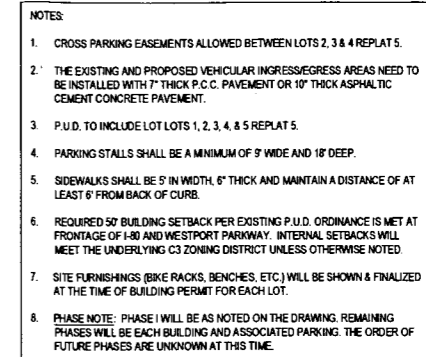 NOTES:
1. CROSS PARKING EASEMENTS ALLOWED BETWEEN LOTS 2, 3 & 4 REPLAT 5.
2. THE EXISTING AND PROPOSED VEHICULAR INGRESS/EGRESS AREAS NEED TO
BE INSTALLED WITH 7" THICK P.C.C. PAVEMENT OR 10" THICK ASPHALTIC
CEMENT CONCRETE PAVEMENT.
3. P.U.D. TO INCLUDE LOT LOTS 1, 2, 3, 4, & 5 REPLAT 5.
4. PARKING STALLS SHALL BE A MINIMUM OF 9' WIDE AND 18' DEEP.
5. SIDEWALKS SHALL BE 5' IN WIDTH, 6" THICK AND MAINTAIN A DISTANCE OF AT
LEAST 6' FROM BACK OF CURB.
6. REQUIRED 50' BUILDING SETBACK PER EXISTING P.U.D. ORDINANCE IS MET AT
FRONTAGE OF I-80 AND WESTPORT PARKWAY. INTERNAL SETBACKS WILL
MEET THE UNDERLYING C3 ZONING DISTRICT UNLESS OTHERWISE NOTED.
7. SITE FURNISHINGS (BIKE RACKS, BENCHES, ETC.) WILL BE SHOWN & FINALIZED
AT THE TIME OF BUILDING PERMIT FOR EACH LOT.
8. PHASE NOTE: PHASE I WILL BE AS NOTED ON THE DRAWING. REMAINING
PHASES WILL BE EACH BUILDING AND ASSOCIATED PARKING. THE ORDER OF
FUTURE PHASES ARE UNKNOWN AT THIS TIME.